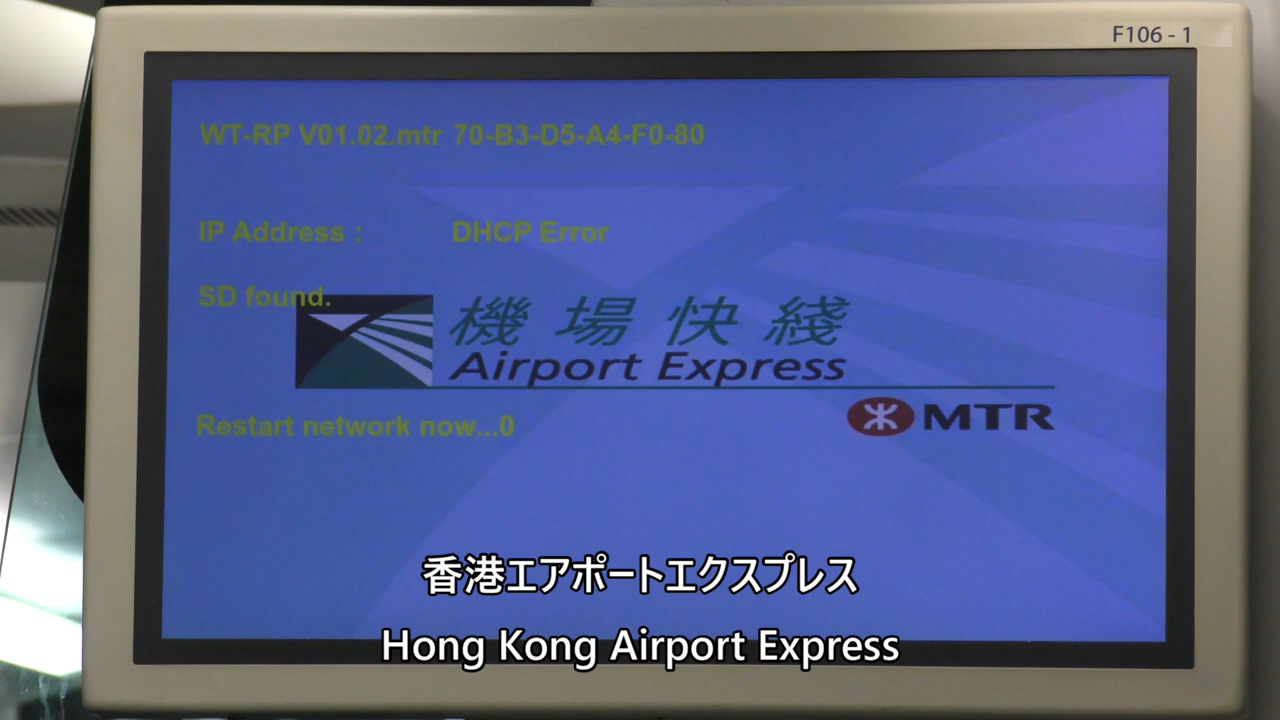 F106 - 1
WT-RP V01.02.mtr 70-B3-D5-A4-F0-80
IP Address : DHCP Error
SD found.
機場快綫
Airport Express
MTR
Restart network now...0
香港エアポートエクスプレス
Hong Kong Airport Express